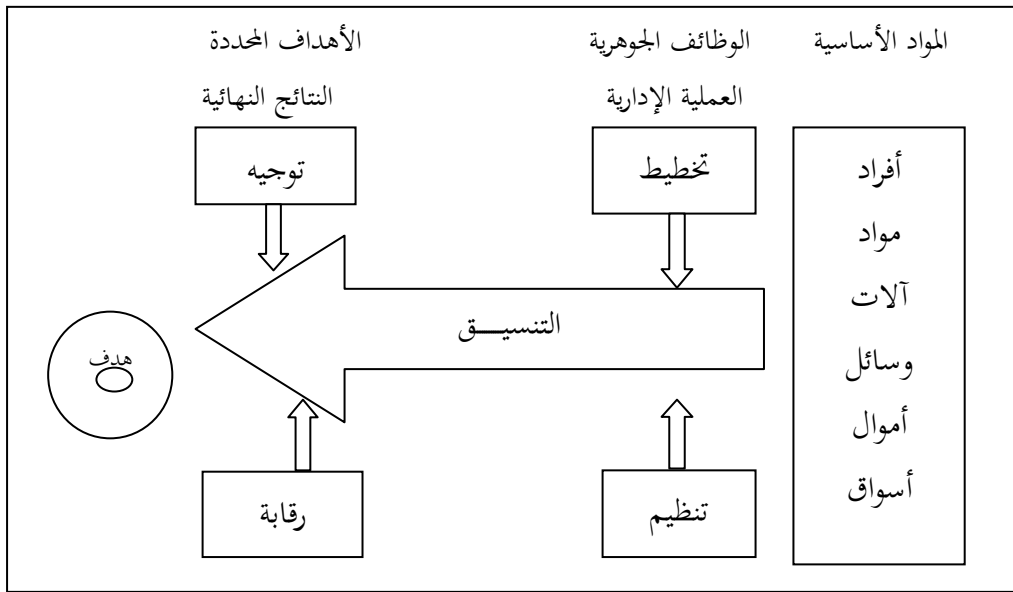 المواد الأساسية
الوظائف الجوهرية
الأهداف المحددة
العملية الإدارية
النتائج النهائية
أفراد
مواد
آلات
وسائل
أموال
أسواق
تخطيط
توجيه
التنسيــــق
هدف
تنظيم
رقابة